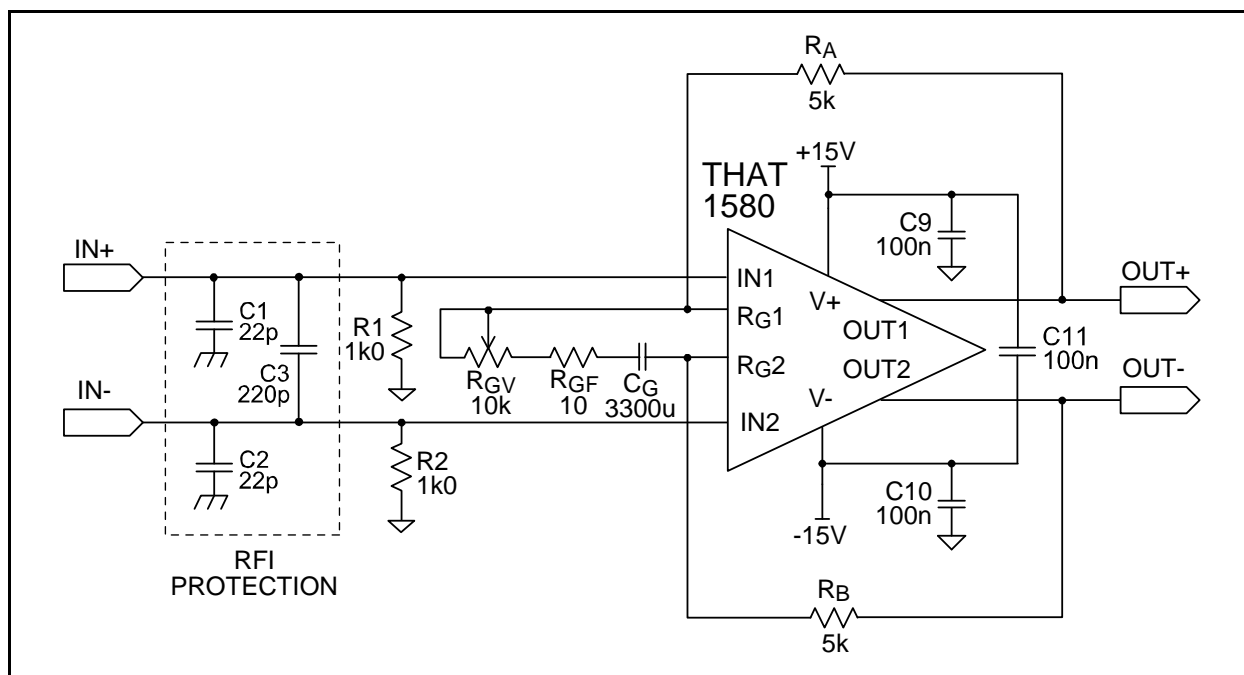 RA
5k
+15V
THAT
1580
C9
100n
IN+
IN1
V+
OUT+
C1
22p
RG1
OUT1
R1
1k0
C11
100n
C3
220p
RGV
10k
RGF
10
CG
3300u
RG2
OUT2
OUT-
IN-
V-
IN2
C2
22p
R2
1k0
C10
100n
-15V
RFI
PROTECTION
RB
5k